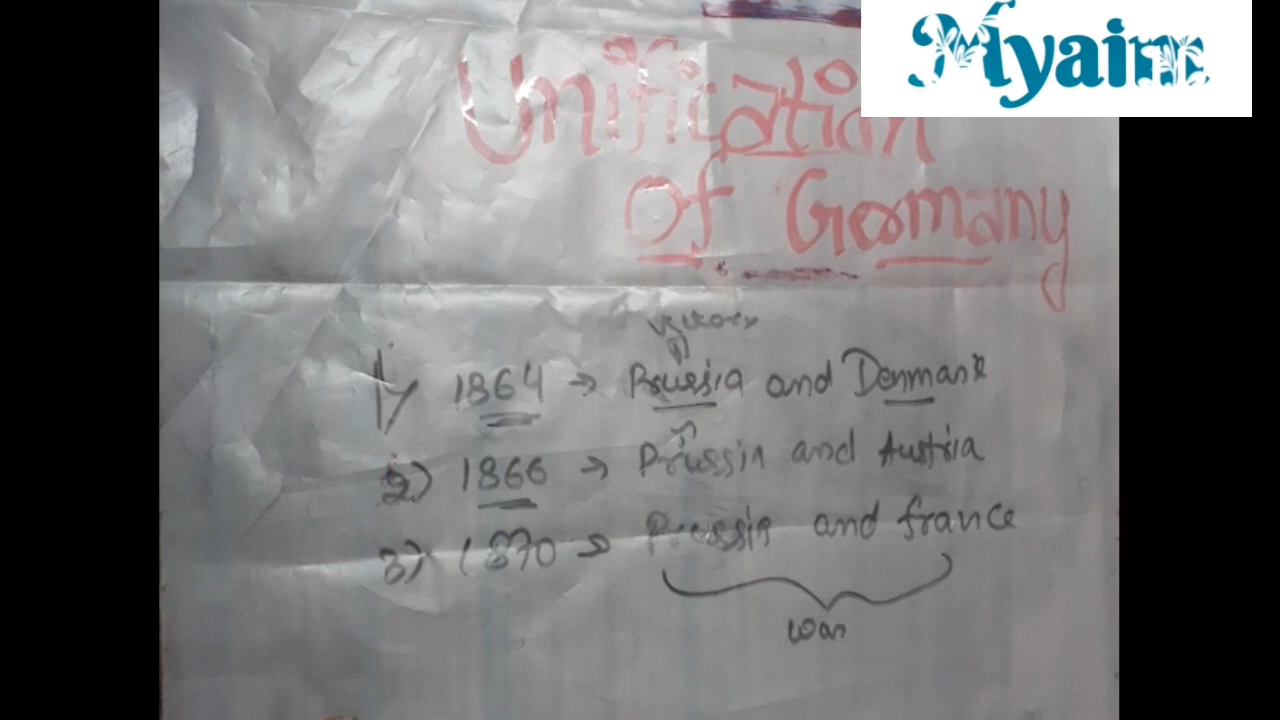 Myaim
Unification
Of Germany
victory
1) 1864 → Prussia and Denmark
2) 1866 → Prussia and Austria
3) 1870 → Prussia and france
war